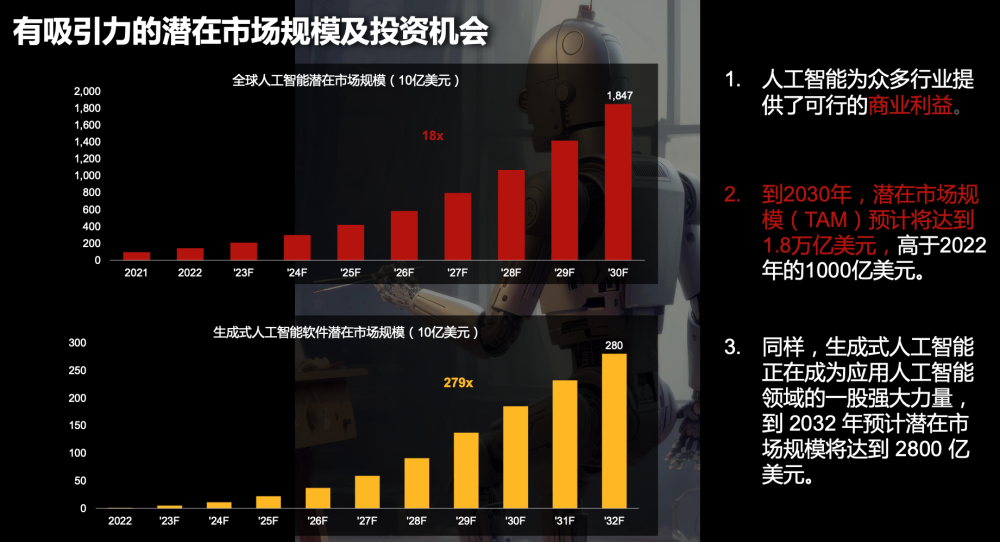 有吸引力的潜在市场规模及投资机会
全球人工智能潜在市场规模（10亿美元）
2,000
1,800
1,600
1,400
1,200
1,000
800
600
400
200
0
18x
1,847
2021 2022 '23F '24F '25F '26F '27F '28F '29F '30F
生成式人工智能软件潜在市场规模（10亿美元）
300
250
200
150
100
50
0
279x
280
2022 '23F '24F '25F '26F '27F '28F '29F '30F '31F '32F
1. 人工智能为众多行业提
供了可行的商业利益。
2. 到2030年，潜在市场规
模（TAM）预计将达到
1.8万亿美元，高于2022
年的1000亿美元。
3. 同样，生成式人工智能
正在成为应用人工智能
领域的一股强大力量，
到 2032 年预计潜在市
场规模将达到 2800 亿
美元。